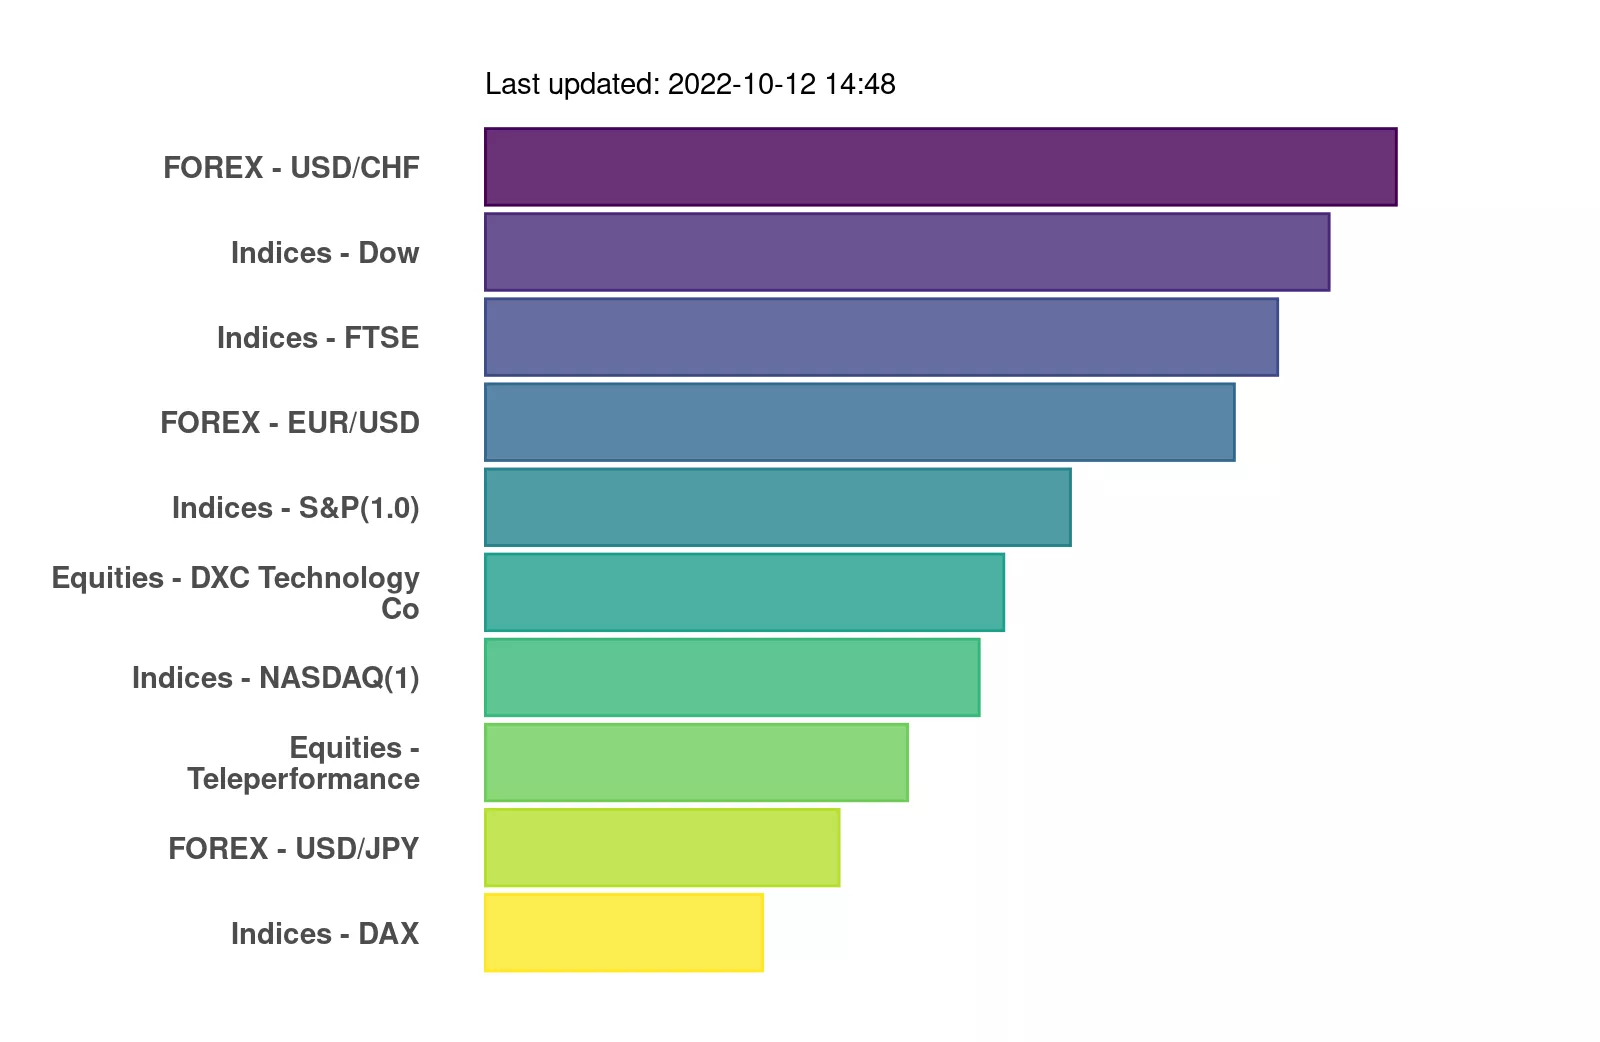 Last updated: 2022-10-12 14:48
FOREX - USD/CHF
Indices - Dow
Indices - FTSE
FOREX - EUR/USD
Indices - S&P(1.0)
Equities - DXC Technology
Co
Indices - NASDAQ(1)
Equities -
Teleperformance
FOREX - USD/JPY
Indices - DAX